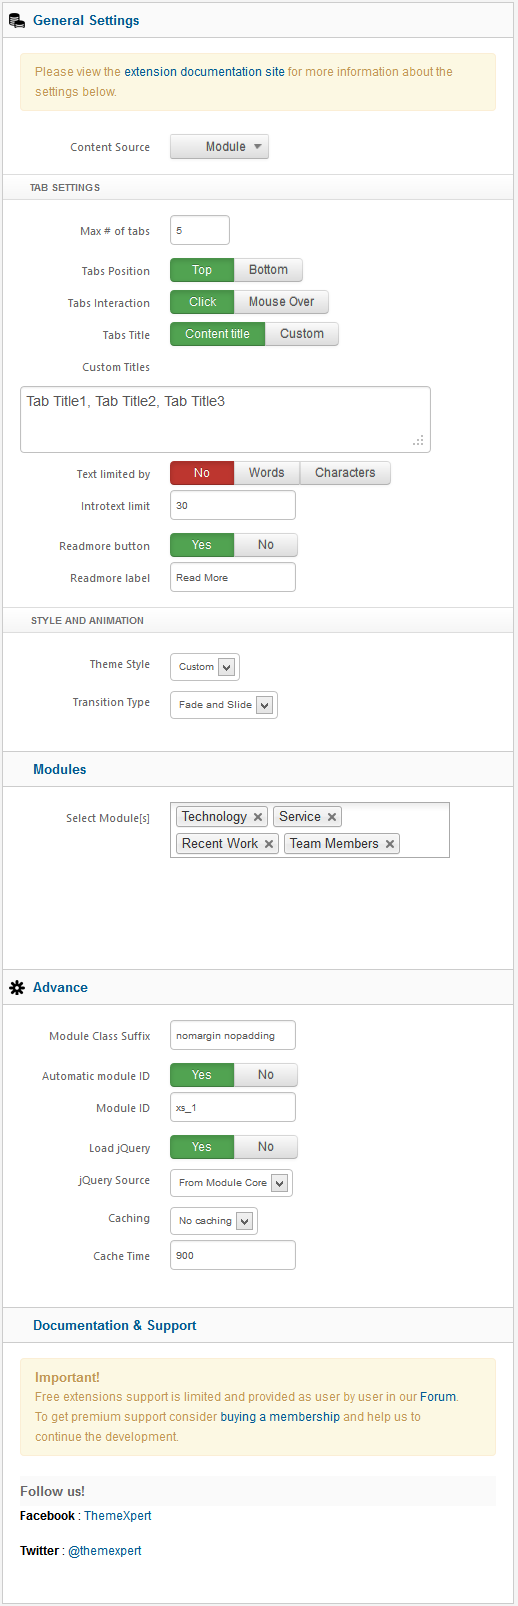 General Settings
Please view the extension documentation site for more information about the
settings below.
Content Source Module
TAB SETTINGS
Max # of tabs 5
Tabs Position Top Bottom
Tabs Interaction Click Mouse Over
Tabs Title Content title Custom
Custom Titles
Tab Title1, Tab Title2, Tab Title3
Text limited by No Words Characters
Introtext limit 30
Readmore button Yes No
Readmore label Read More
STYLE AND ANIMATION
Theme Style Custom
Transition Type Fade and Slide
Modules
Select Module[s] Technology Service
Recent Work Team Members
Advance
Module Class Suffix nomargin nopadding
Automatic module ID Yes No
Module ID xs_1
Load jQuery Yes No
jQuery Source From Module Core
Caching No caching
Cache Time 900
Documentation & Support
Important!
Free extensions support is limited and provided as user by user in our Forum.
To get premium support consider buying a membership and help us to
continue the development.
Follow us!
Facebook : ThemeXpert
Twitter : @themexpert